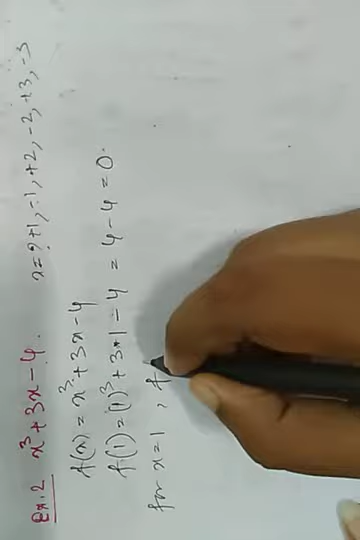 Ex:2 x³+3x-4. x=?+1,-1,+2,-2,+3,-3
f(x)=x³+3x-4
f(1)=(1)³+3*1-4=4-4=0.
for x=1, f